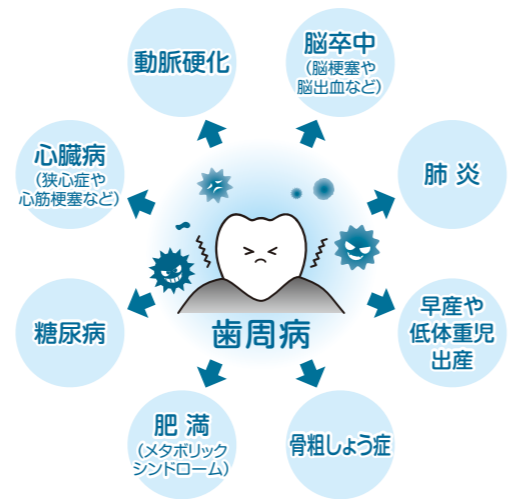 動脈硬化
脳卒中
（脳梗塞や
脳出血など）
心臓病
（狭心症や
心筋梗塞など）
肺 炎
糖尿病
歯周病
早産や
低体重児
出産
肥 満
（メタボリック
シンドローム）
骨粗しょう症